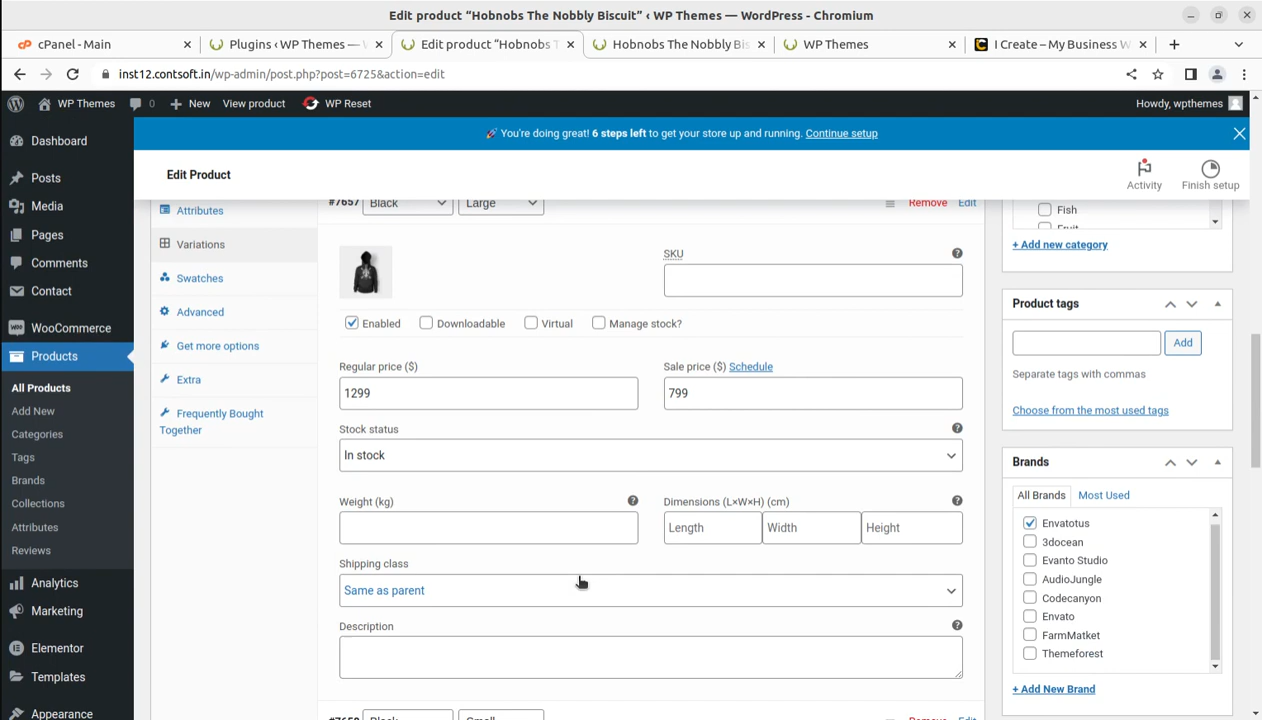 Edit product “Hobnobs The Nobbly Biscuit” ‹ WP Themes — WordPress - Chromium
cPanel - Main
Plugins ‹ WP Themes —
Edit product “Hobnobs T
Hobnobs The Nobbly Bis
WP Themes
I Create – My Business W
inst12.contsoft.in/wp-admin/post.php?post=6725&action=edit
WP Themes 0 New View product WP Reset Howdy, wpthemes
🚀 You're doing great! 6 steps left to get your store up and running. Continue setup
Edit Product
Activity
Finish setup
Dashboard
Posts
Media
Pages
Comments
Contact
WooCommerce
Products
All Products
Add New
Categories
Tags
Brands
Collections
Attributes
Reviews
Analytics
Marketing
Elementor
Templates
Appearance
Attributes
Variations
Swatches
Advanced
Get more options
Extra
Frequently Bought
Together
#7657 Black Large Remove Edit
SKU
Enabled Downloadable Virtual Manage stock?
Regular price ($)
1299
Sale price ($) Schedule
799
Stock status
In stock
Weight (kg)
Dimensions (L×W×H) (cm)
Length Width Height
Shipping class
Same as parent
Description
#7658 Black Small Remove Edit
Fish
Fruit
+ Add new category
Product tags
Add
Separate tags with commas
Choose from the most used tags
Brands
All Brands Most Used
Envatotus
3docean
Evanto Studio
AudioJungle
Codecanyon
Envato
FarmMatket
Themeforest
+ Add New Brand